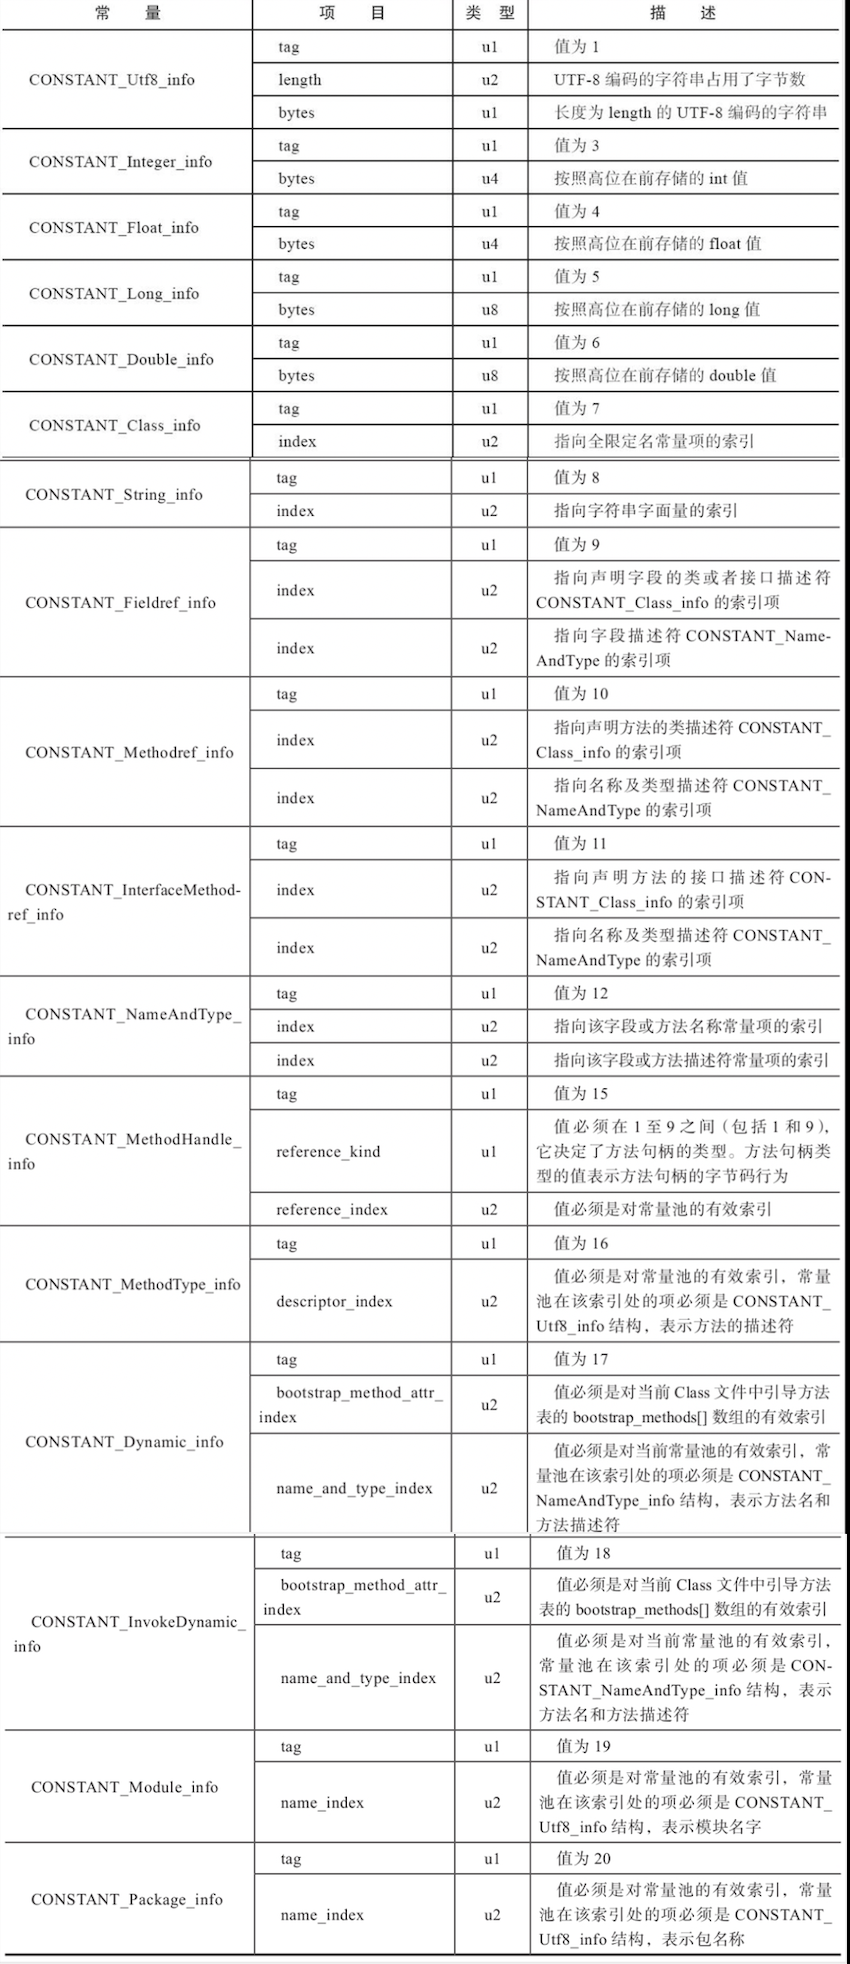 常 量 项 目 类 型 描 述
CONSTANT_Utf8_info
tag u1 值为 1
length u2 UTF-8 编码的字符串占用了字节数
bytes u1 长度为 length 的 UTF-8 编码的字符串
CONSTANT_Integer_info
tag u1 值为 3
bytes u4 按照高位在前存储的 int 值
CONSTANT_Float_info
tag u1 值为 4
bytes u4 按照高位在前存储的 float 值
CONSTANT_Long_info
tag u1 值为 5
bytes u8 按照高位在前存储的 long 值
CONSTANT_Double_info
tag u1 值为 6
bytes u8 按照高位在前存储的 double 值
CONSTANT_Class_info
tag u1 值为 7
index u2 指向全限定名常量项的索引
CONSTANT_String_info
tag u1 值为 8
index u2 指向字符串字面量的索引
CONSTANT_Fieldref_info
tag u1 值为 9
index u2 指向声明字段的类或者接口描述符
CONSTANT_Class_info 的索引项
index u2 指向字段描述符 CONSTANT_Name-
AndType 的索引项
CONSTANT_Methodref_info
tag u1 值为 10
index u2 指向声明方法的类描述符 CONSTANT_
Class_info 的索引项
index u2 指向名称及类型描述符 CONSTANT_
NameAndType 的索引项
CONSTANT_InterfaceMethod-
ref_info
tag u1 值为 11
index u2 指向声明方法的接口描述符 CON-
STANT_Class_info 的索引项
index u2 指向名称及类型描述符 CONSTANT_
NameAndType 的索引项
CONSTANT_NameAndType_
info
tag u1 值为 12
index u2 指向该字段或方法名称常量项的索引
index u2 指向该字段或方法描述符常量项的索引
CONSTANT_MethodHandle_
info
tag u1 值为 15
reference_kind u1 值必须在 1 至 9 之间（包括 1 和 9），
它决定了方法句柄的类型。方法句柄类
型的值表示方法句柄的字节码行为
reference_index u2 值必须是对常量池的有效索引
CONSTANT_MethodType_info
tag u1 值为 16
descriptor_index u2 值必须是对常量池的有效索引，常量
池在该索引处的项必须是 CONSTANT_
Utf8_info 结构，表示方法的描述符
CONSTANT_Dynamic_info
tag u1 值为 17
bootstrap_method_attr_
index u2 值必须是对当前 Class 文件中引导方法
表的 bootstrap_methods[] 数组的有效索引
name_and_type_index u2 值必须是对当前常量池的有效索引，常
量池在该索引处的项必须是 CONSTANT_
NameAndType_info 结构，表示方法名和
方法描述符
CONSTANT_InvokeDynamic_
info
tag u1 值为 18
bootstrap_method_attr_
index u2 值必须是对当前 Class 文件中引导方法
表的 bootstrap_methods[] 数组的有效索引
name_and_type_index u2 值必须是对当前常量池的有效索引，
常量池在该索引处的项必须是 CON-
STANT_NameAndType_info 结构，表示
方法名和方法描述符
CONSTANT_Module_info
tag u1 值为 19
name_index u2 值必须是对常量池的有效索引，常量
池在该索引处的项必须是 CONSTANT_
Utf8_info 结构，表示模块名字
CONSTANT_Package_info
tag u1 值为 20
name_index u2 值必须是对常量池的有效索引，常量
池在该索引处的项必须是 CONSTANT_
Utf8_info 结构，表示包名称